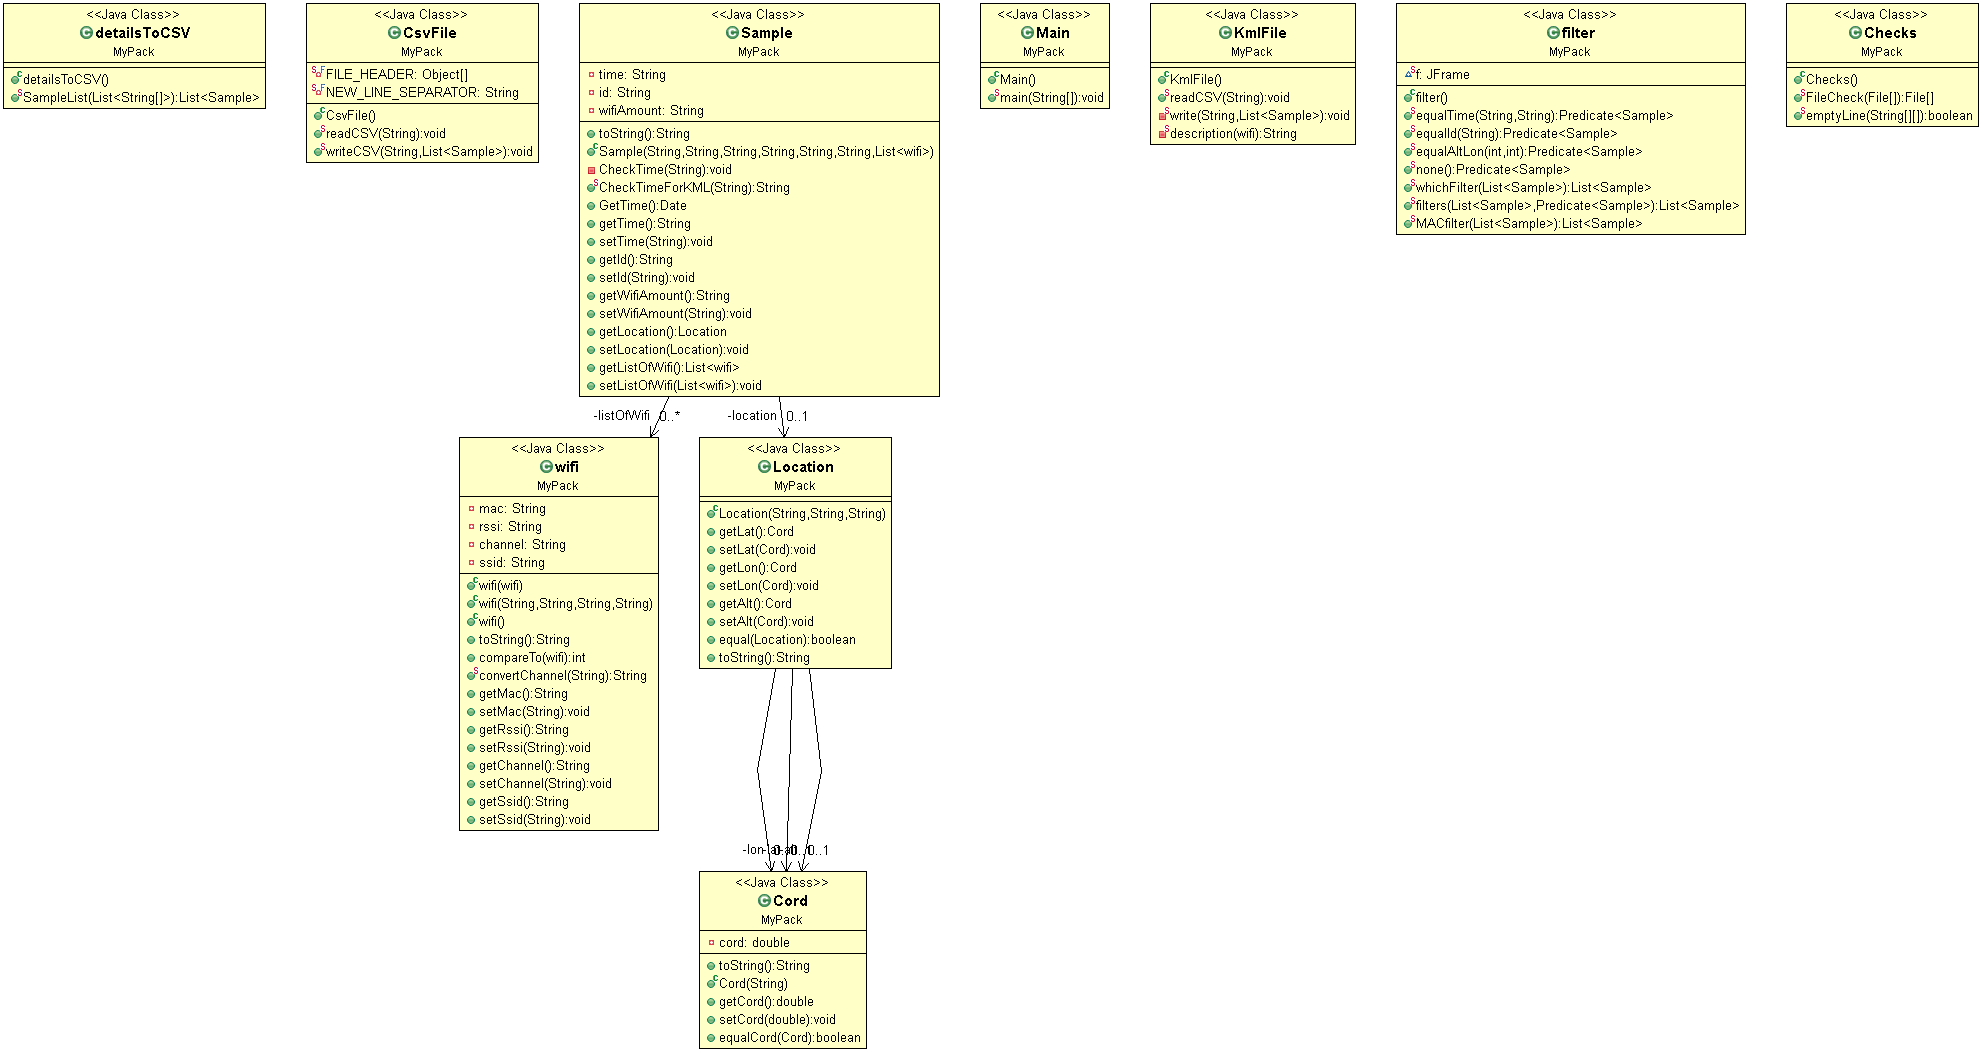 <<Java Class>>
detailsToCSV
MyPack
detailsToCSV()
SampleList(List<String[]>):List<Sample>
<<Java Class>>
CsvFile
MyPack
FILE_HEADER: Object[]
NEW_LINE_SEPARATOR: String
CsvFile()
readCSV(String):void
writeCSV(String,List<Sample>):void
<<Java Class>>
Sample
MyPack
time: String
id: String
wifiAmount: String
toString():String
Sample(String,String,String,String,String,String,List<wifi>)
CheckTime(String):void
CheckTimeForKML(String):String
GetTime():Date
getTime():String
setTime(String):void
getId():String
setId(String):void
getWifiAmount():String
setWifiAmount(String):void
getLocation():Location
setLocation(Location):void
getListOfWifi():List<wifi>
setListOfWifi(List<wifi>):void
<<Java Class>>
Main
MyPack
Main()
main(String[]):void
<<Java Class>>
KmlFile
MyPack
KmlFile()
readCSV(String):void
write(String,List<Sample>):void
description(wifi):String
<<Java Class>>
filter
MyPack
f: JFrame
filter()
equalTime(String,String):Predicate<Sample>
equalId(String):Predicate<Sample>
equalAltLon(int,int):Predicate<Sample>
none():Predicate<Sample>
whichFilter(List<Sample>):List<Sample>
filters(List<Sample>,Predicate<Sample>):List<Sample>
MACfilter(List<Sample>):List<Sample>
<<Java Class>>
Checks
MyPack
Checks()
FileCheck(File[]):File[]
emptyLine(String[][]):boolean
-listOfWifi 0..*
-location 0..1
<<Java Class>>
wifi
MyPack
mac: String
rssi: String
channel: String
ssid: String
wifi(wifi)
wifi(String,String,String,String)
wifi()
toString():String
compareTo(wifi):int
convertChannel(String):String
getMac():String
setMac(String):void
getRssi():String
setRssi(String):void
getChannel():String
setChannel(String):void
getSsid():String
setSsid(String):void
<<Java Class>>
Location
MyPack
Location(String,String,String)
getLat():Cord
setLat(Cord):void
getLon():Cord
setLon(Cord):void
getAlt():Cord
setAlt(Cord):void
equal(Location):boolean
toString():String
-lon 0..1
<<Java Class>>
Cord
MyPack
cord: double
toString():String
Cord(String)
getCord():double
setCord(double):void
equalCord(Cord):boolean